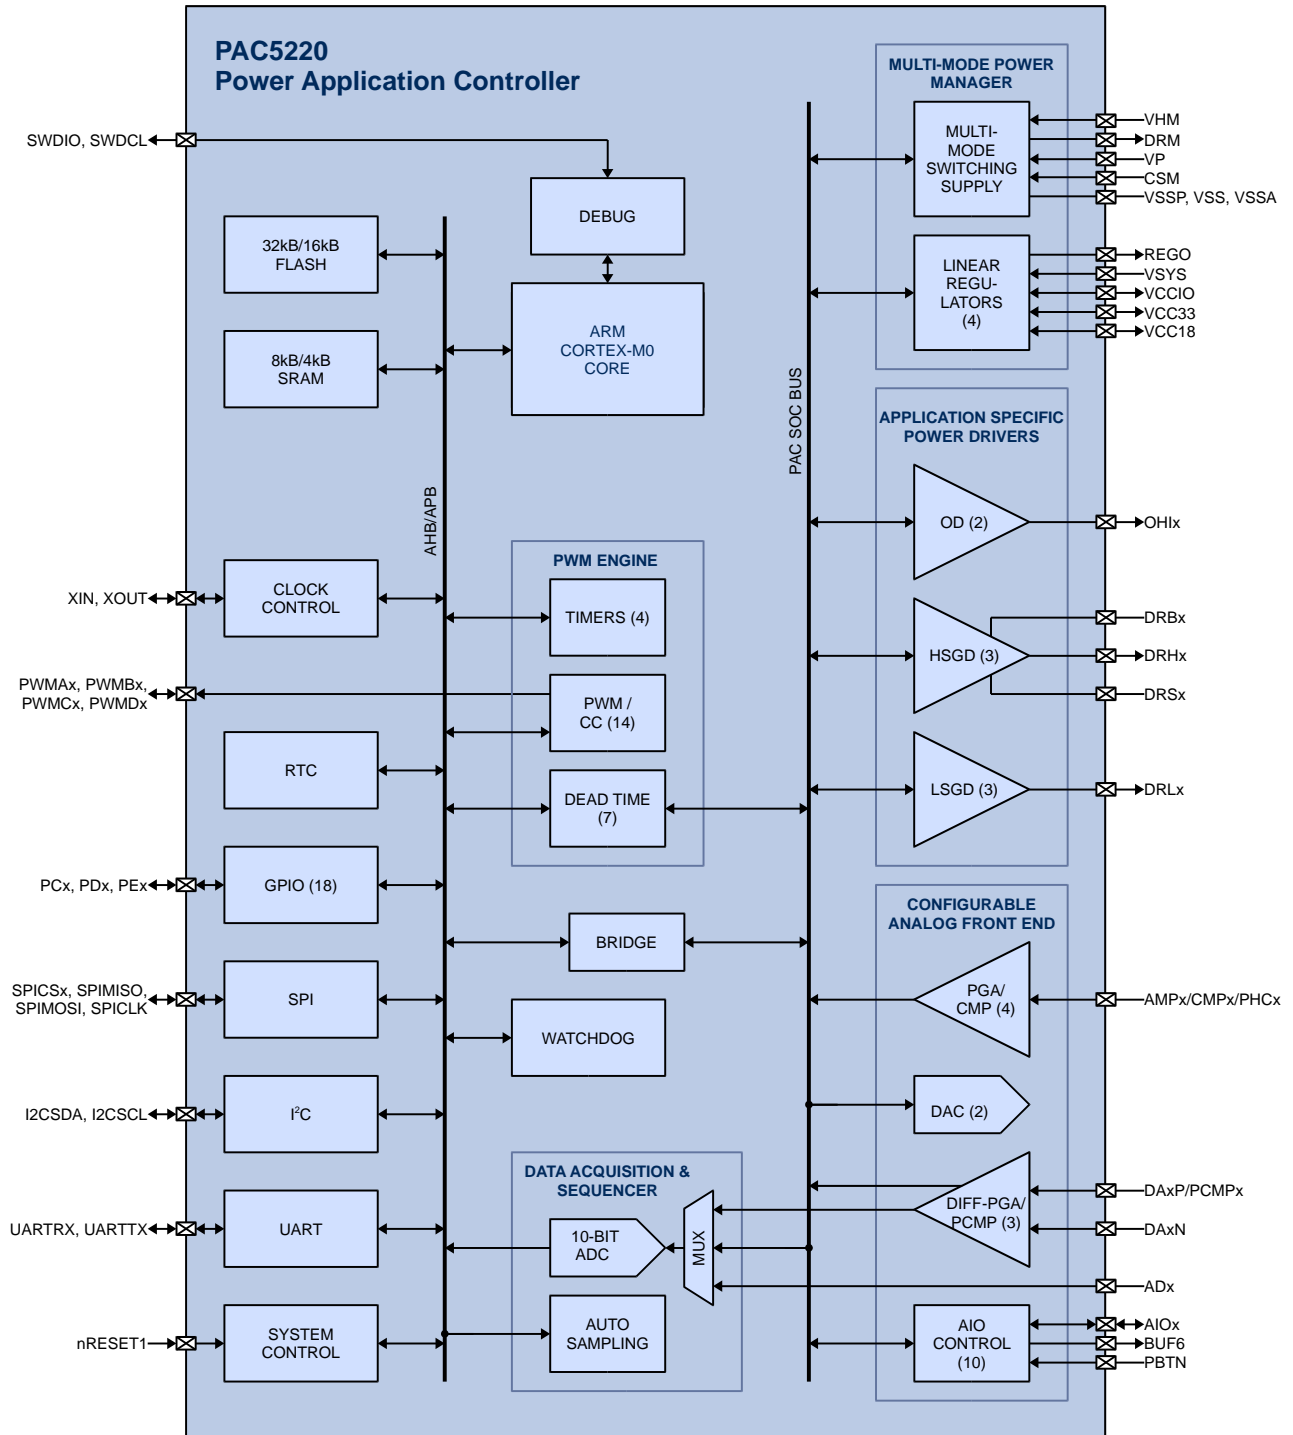 PAC5220
Power Application Controller
SWDIO, SWDCL
DEBUG
32kB/16kB
FLASH
8kB/4kB
SRAM
ARM
CORTEX-M0
CORE
AHB/APB
XIN, XOUT
CLOCK
CONTROL
PWM ENGINE
TIMERS (4)
PWMAx, PWMBx,
PWMCx, PWMDx
PWM /
CC (14)
RTC
DEAD TIME
(7)
PCx, PDx, PEx
GPIO (18)
BRIDGE
SPICSx, SPIMISO,
SPIMOSI, SPICLK
SPI
WATCHDOG
I2CSDA, I2CSCL
I²C
DATA ACQUISITION &
SEQUENCER
UARTRX, UARTTX
UART
10-BIT
ADC
MUX
nRESET1
SYSTEM
CONTROL
AUTO
SAMPLING
PAC SOC BUS
MULTI-MODE POWER
MANAGER
MULTI-
MODE
SWITCHING
SUPPLY
VHM
DRM
VP
CSM
VSSP, VSS, VSSA
LINEAR
REGU-
LATORS
(4)
REGO
VSYS
VCCIO
VCC33
VCC18
APPLICATION SPECIFIC
POWER DRIVERS
OD (2)
OHIx
HSGD (3)
DRBx
DRHx
DRSx
LSGD (3)
DRLx
CONFIGURABLE
ANALOG FRONT END
PGA/
CMP (4)
AMPx/CMPx/PHCx
DAC (2)
DIFF-PGA/
PCMP (3)
DAxP/PCMPx
DAxN
ADx
AIO
CONTROL
(10)
AIOx
BUF6
PBTN